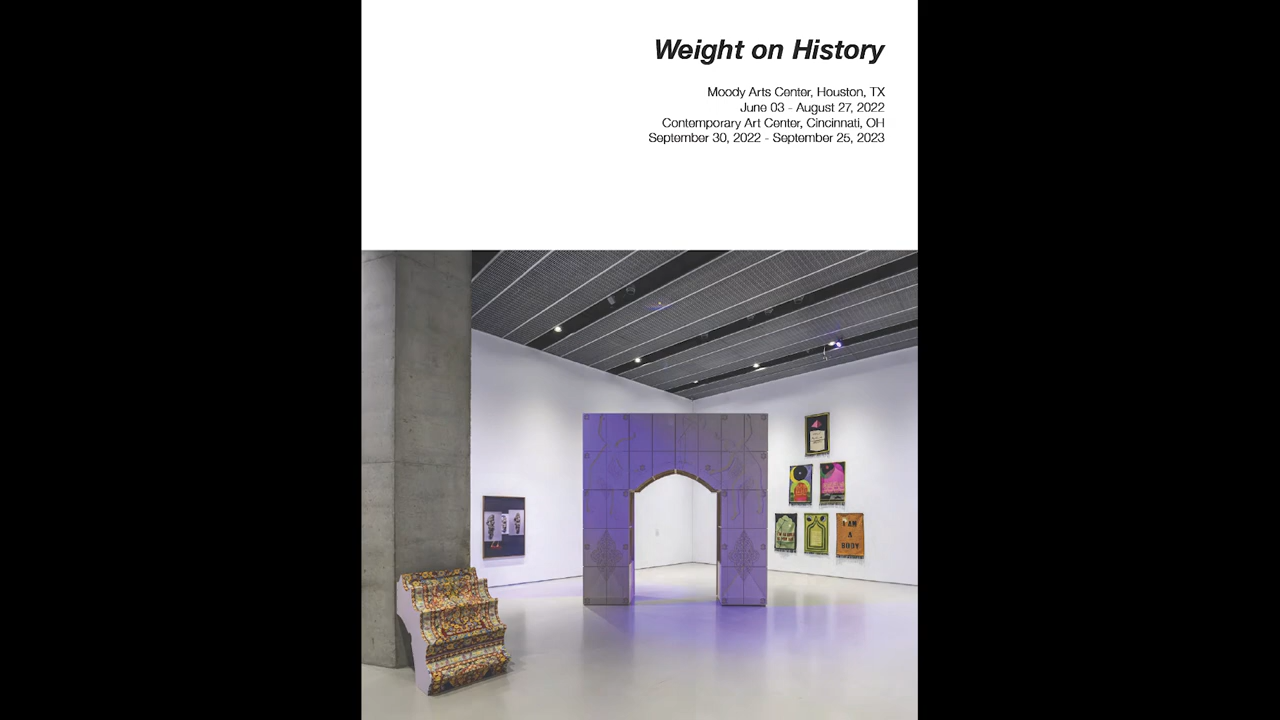 Weight on History
Moody Arts Center, Houston, TX
June 03 - August 27, 2022
Contemporary Art Center, Cincinnati, OH
September 30, 2022 - September 25, 2023
I AM
A
BODY